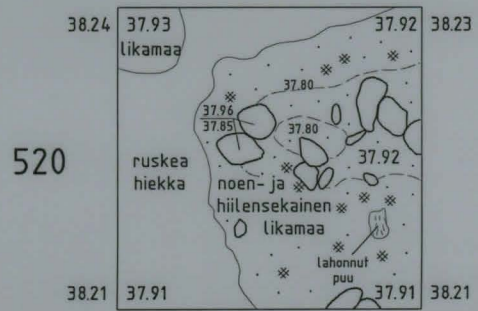 38.24 37.93 37.92 38.23
likamaa
37.80
37.96
37.85
37.80
520
37.92
ruskea
hiekka
noen- ja
hiilensekainen
likamaa
lahonnut
puu
38.21 37.91 37.91 38.21